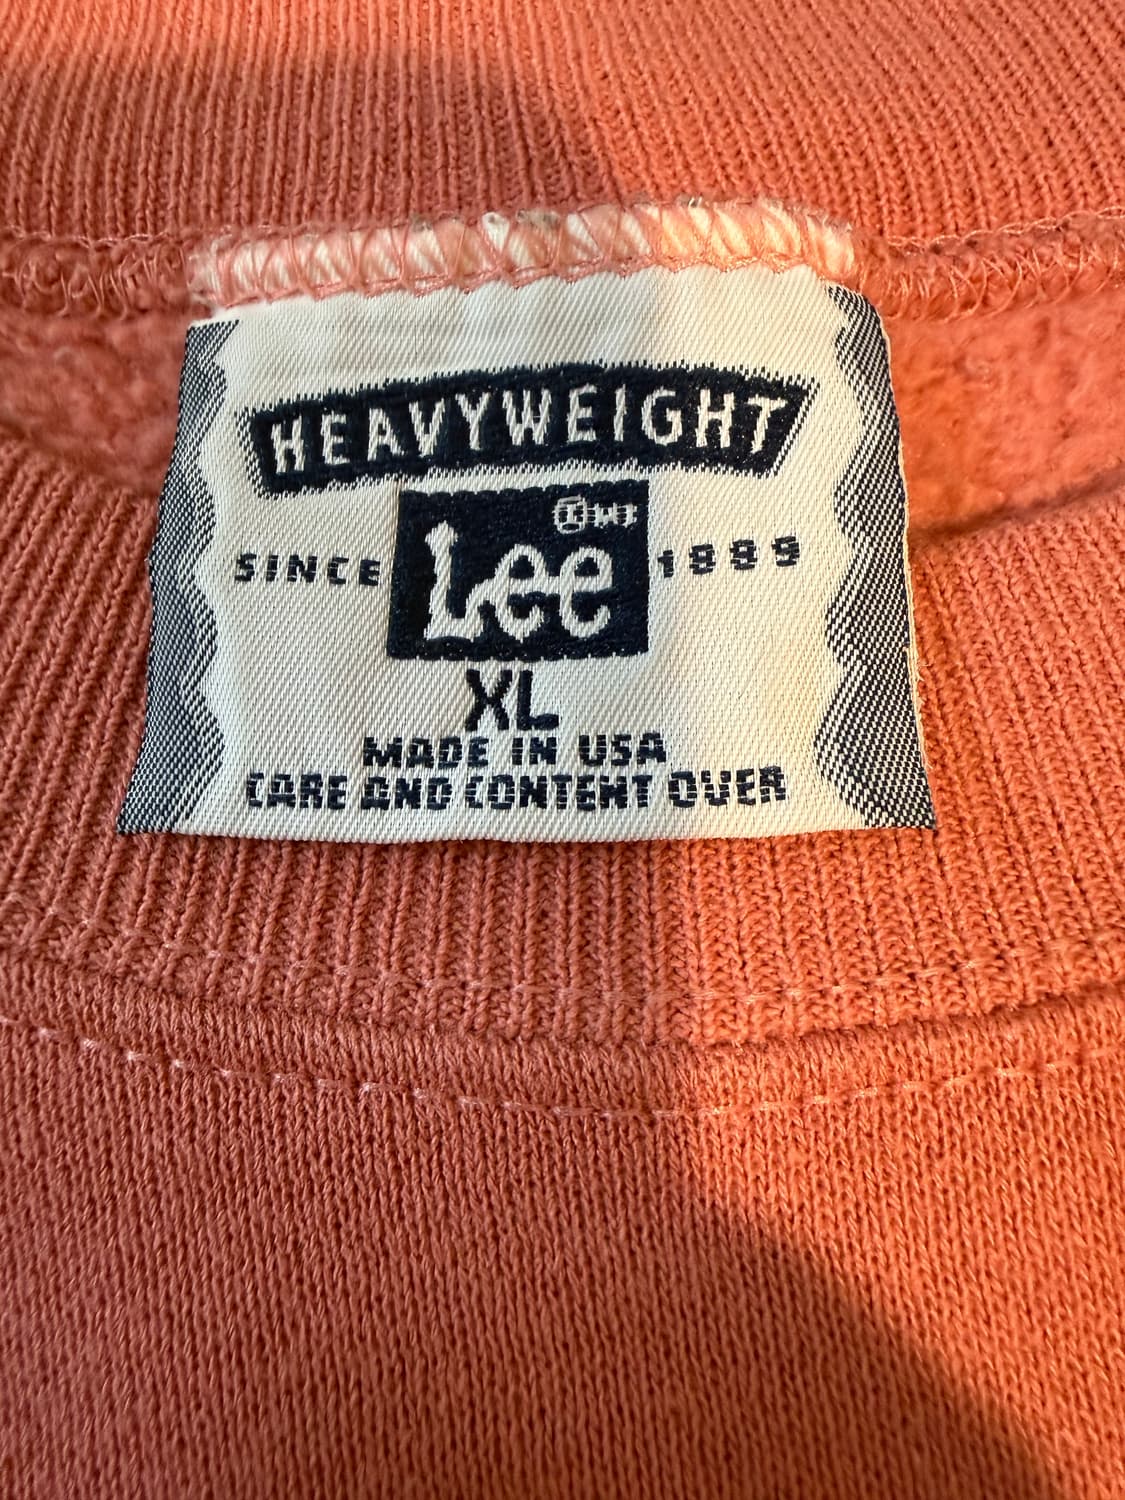 HEAVYWEIGHT
SINCE Lee 1889
XL
MADE IN USA
CARE AND CONTENT OVER